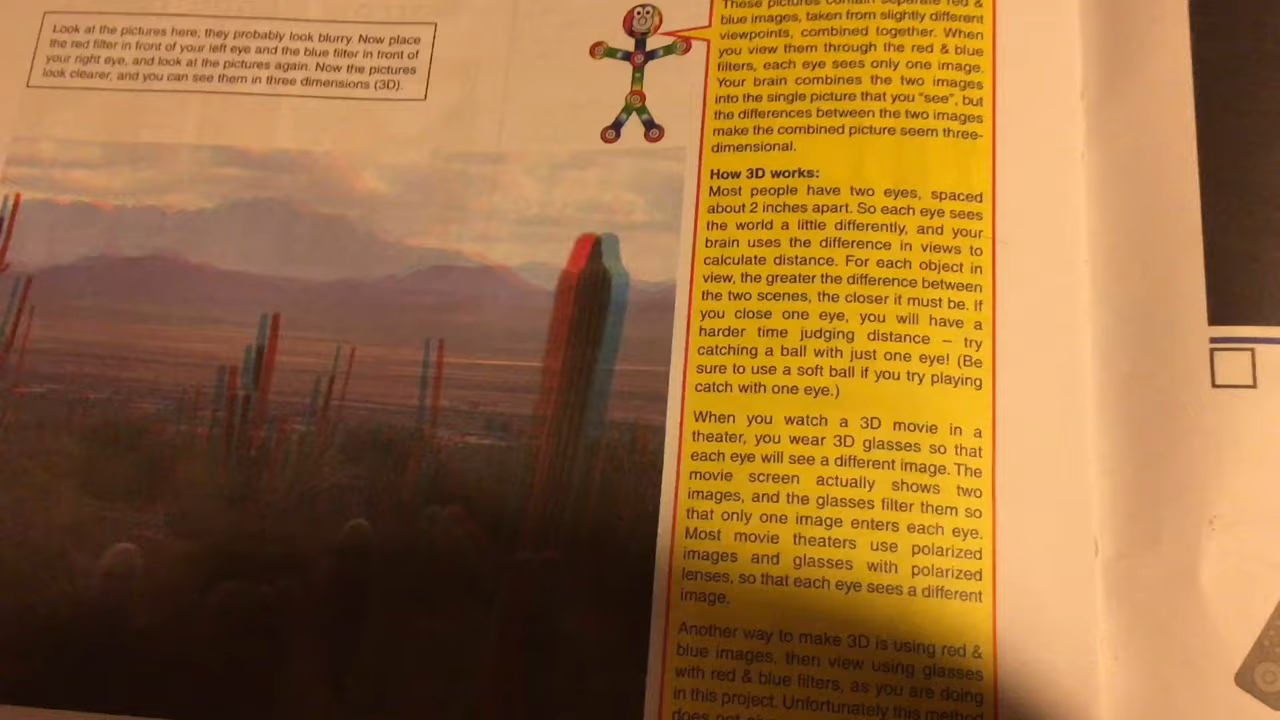 Look at the pictures here; they probably look blurry. Now place
the red filter in front of your left eye and the blue filter in front of
your right eye, and look at the pictures again. Now the pictures
look clearer, and you can see them in three dimensions (3D).
These pictures contain separate red &
blue images, taken from slightly different
viewpoints, combined together. When
you view them through the red & blue
filters, each eye sees only one image.
Your brain combines the two images
into the single picture that you “see”, but
the differences between the two images
make the combined picture seem three-
dimensional.
How 3D works:
Most people have two eyes, spaced
about 2 inches apart. So each eye sees
the world a little differently, and your
brain uses the difference in views to
calculate distance. For each object in
view, the greater the difference between
the two scenes, the closer it must be. If
you close one eye, you will have a
harder time judging distance – try
catching a ball with just one eye! (Be
sure to use a soft ball if you try playing
catch with one eye.)
When you watch a 3D movie in a
theater, you wear 3D glasses so that
each eye will see a different image. The
movie screen actually shows two
images, and the glasses filter them so
that only one image enters each eye.
Most movie theaters use polarized
images and glasses with polarized
lenses, so that each eye sees a different
image.
Another way to make 3D is using red &
blue images, then view using glasses
with red & blue filters, as you are doing
in this project. Unfortunately this method
does not